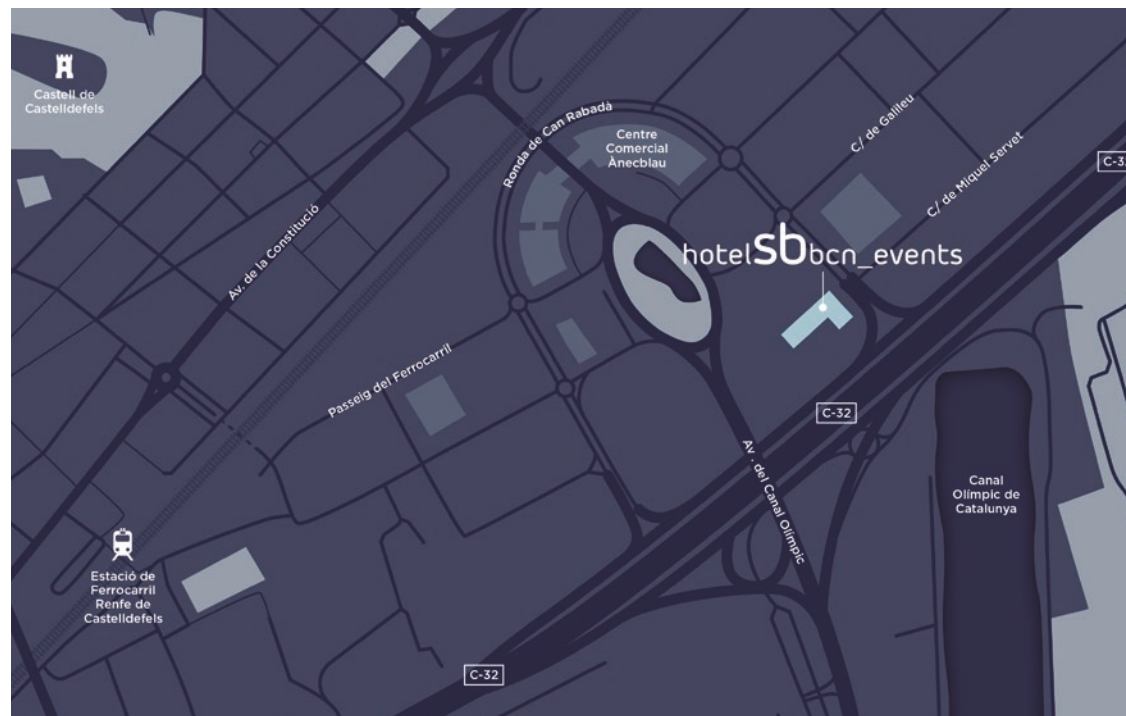 Castell de
Castelldefels
Av. de la Constitució
Ronda de Can Rabadà
Centre
Comercial
Ànecblau
C/ de Galileu
C/ de Miquel Servet
C-32
hotelsbbcn_events
Passeig del Ferrocarril
C-32
Av . del Canal Olímpic
Canal
Olímpic de
Catalunya
Estació de
Ferrocarril
Renfe de
Castelldefels
C-32